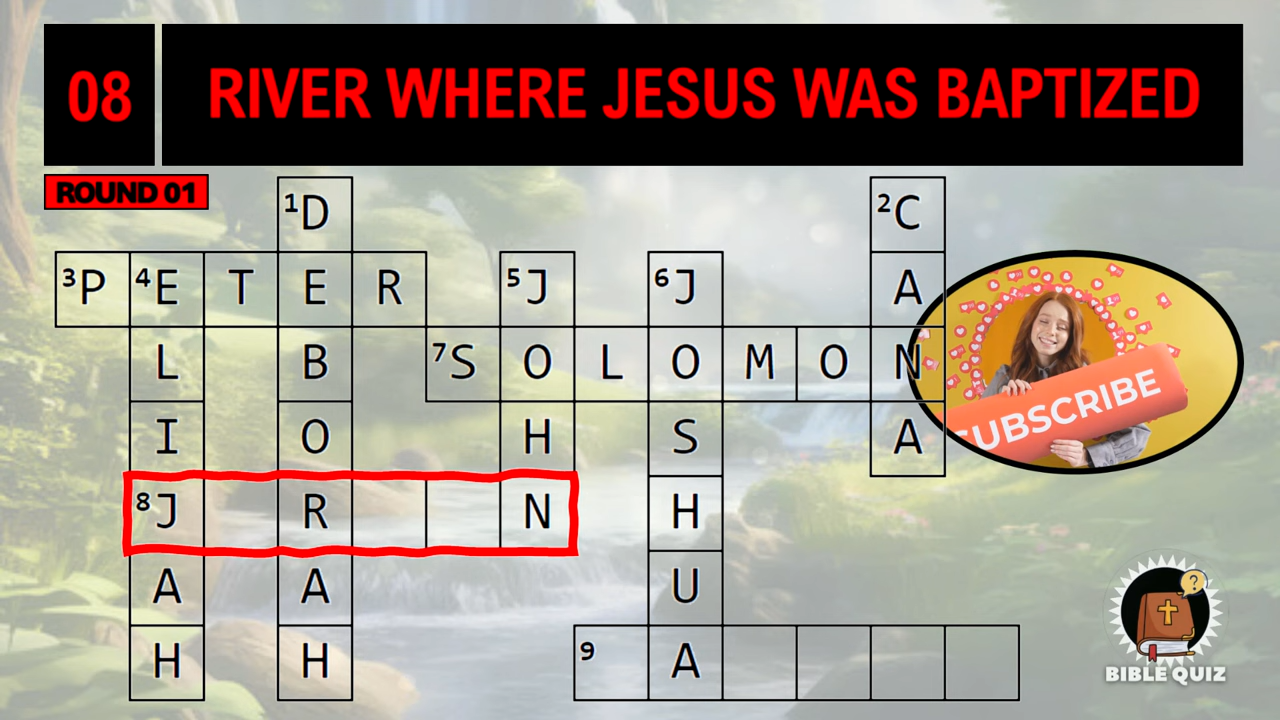 08 RIVER WHERE JESUS WAS BAPTIZED
ROUND 01
1D 2C
3P 4E T E R 5J 6J A
L B 7S O L O M O N
I O H S A
8J R N H
A A U
H H 9 A
SUBSCRIBE
?
BIBLE QUIZ